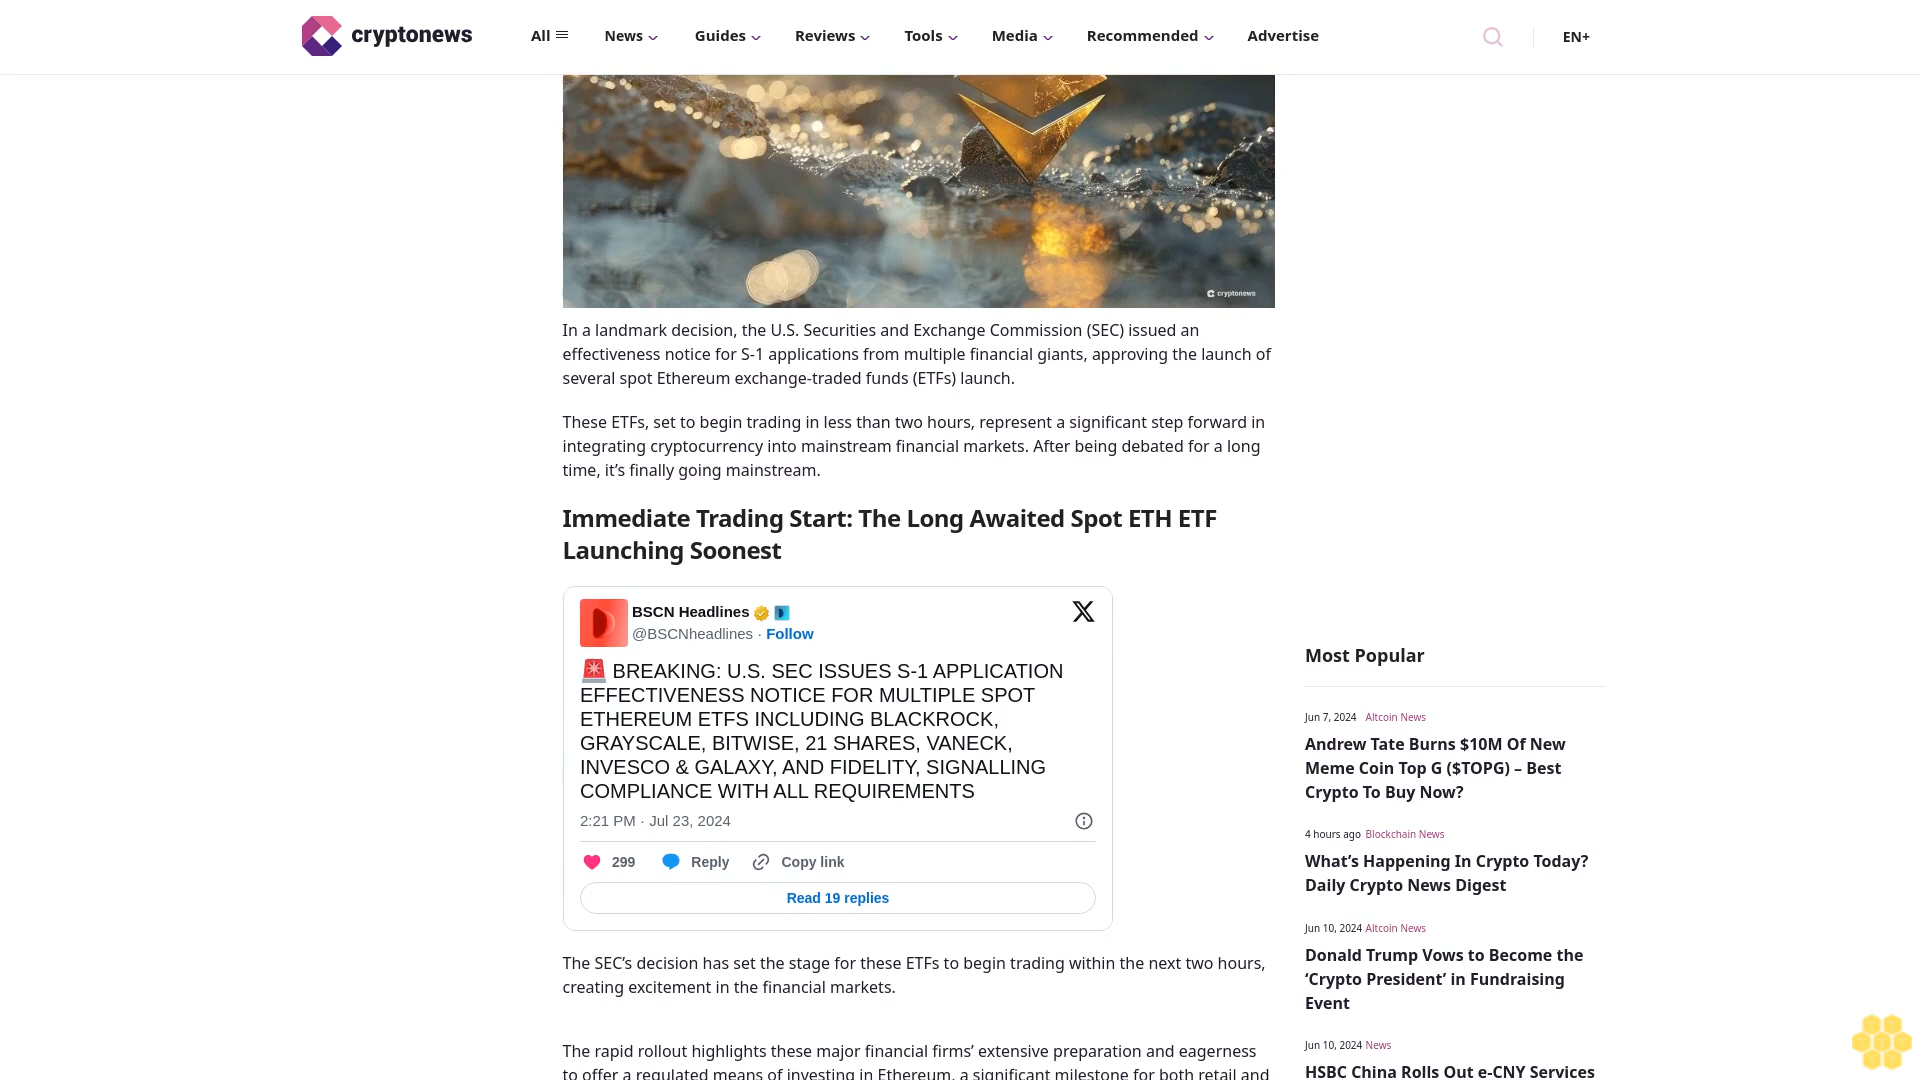 cryptonews
All
News
Guides
Reviews
Tools
Media
Recommended
Advertise
EN+
cryptonews
In a landmark decision, the U.S. Securities and Exchange Commission (SEC) issued an
effectiveness notice for S-1 applications from multiple financial giants, approving the launch of
several spot Ethereum exchange-traded funds (ETFs) launch.
These ETFs, set to begin trading in less than two hours, represent a significant step forward in
integrating cryptocurrency into mainstream financial markets. After being debated for a long
time, it’s finally going mainstream.
Immediate Trading Start: The Long Awaited Spot ETH ETF
Launching Soonest
BSCN Headlines
@BSCNheadlines · Follow
🚨 BREAKING: U.S. SEC ISSUES S-1 APPLICATION
EFFECTIVENESS NOTICE FOR MULTIPLE SPOT
ETHEREUM ETFS INCLUDING BLACKROCK,
GRAYSCALE, BITWISE, 21 SHARES, VANECK,
INVESCO & GALAXY, AND FIDELITY, SIGNALLING
COMPLIANCE WITH ALL REQUIREMENTS
2:21 PM · Jul 23, 2024
299
Reply
Copy link
Read 19 replies
The SEC’s decision has set the stage for these ETFs to begin trading within the next two hours,
creating excitement in the financial markets.
The rapid rollout highlights these major financial firms’ extensive preparation and eagerness
to offer a regulated means of investing in Ethereum, a significant milestone for both retail and
Most Popular
Jun 7, 2024 Altcoin News
Andrew Tate Burns $10M Of New
Meme Coin Top G ($TOPG) – Best
Crypto To Buy Now?
4 hours ago Blockchain News
What’s Happening In Crypto Today?
Daily Crypto News Digest
Jun 10, 2024 Altcoin News
Donald Trump Vows to Become the
‘Crypto President’ in Fundraising
Event
Jun 10, 2024 News
HSBC China Rolls Out e-CNY Services